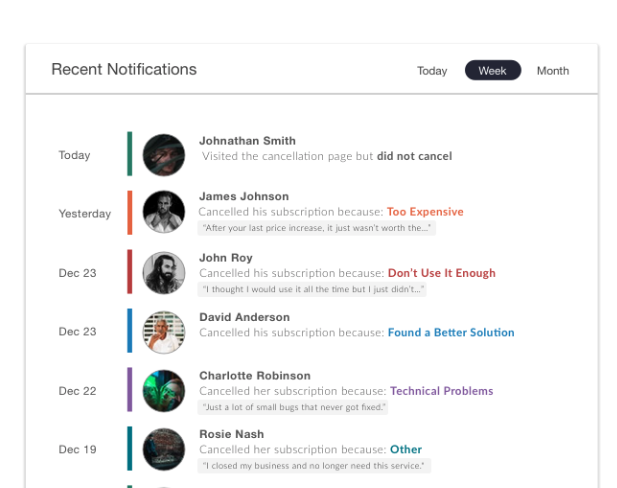 Recent Notifications
Today Week Month
Today
Johnathan Smith
Visited the cancellation page but did not cancel
Yesterday
James Johnson
Cancelled his subscription because: Too Expensive
"After your last price increase, it just wasn't worth the..."
Dec 23
John Roy
Cancelled his subscription because: Don't Use It Enough
"I thought I would use it all the time but I just didn't..."
Dec 23
David Anderson
Cancelled his subscription because: Found a Better Solution
Dec 22
Charlotte Robinson
Cancelled her subscription because: Technical Problems
"Just a lot of small bugs that never got fixed."
Dec 19
Rosie Nash
Cancelled her subscription because: Other
"I closed my business and no longer need this service."